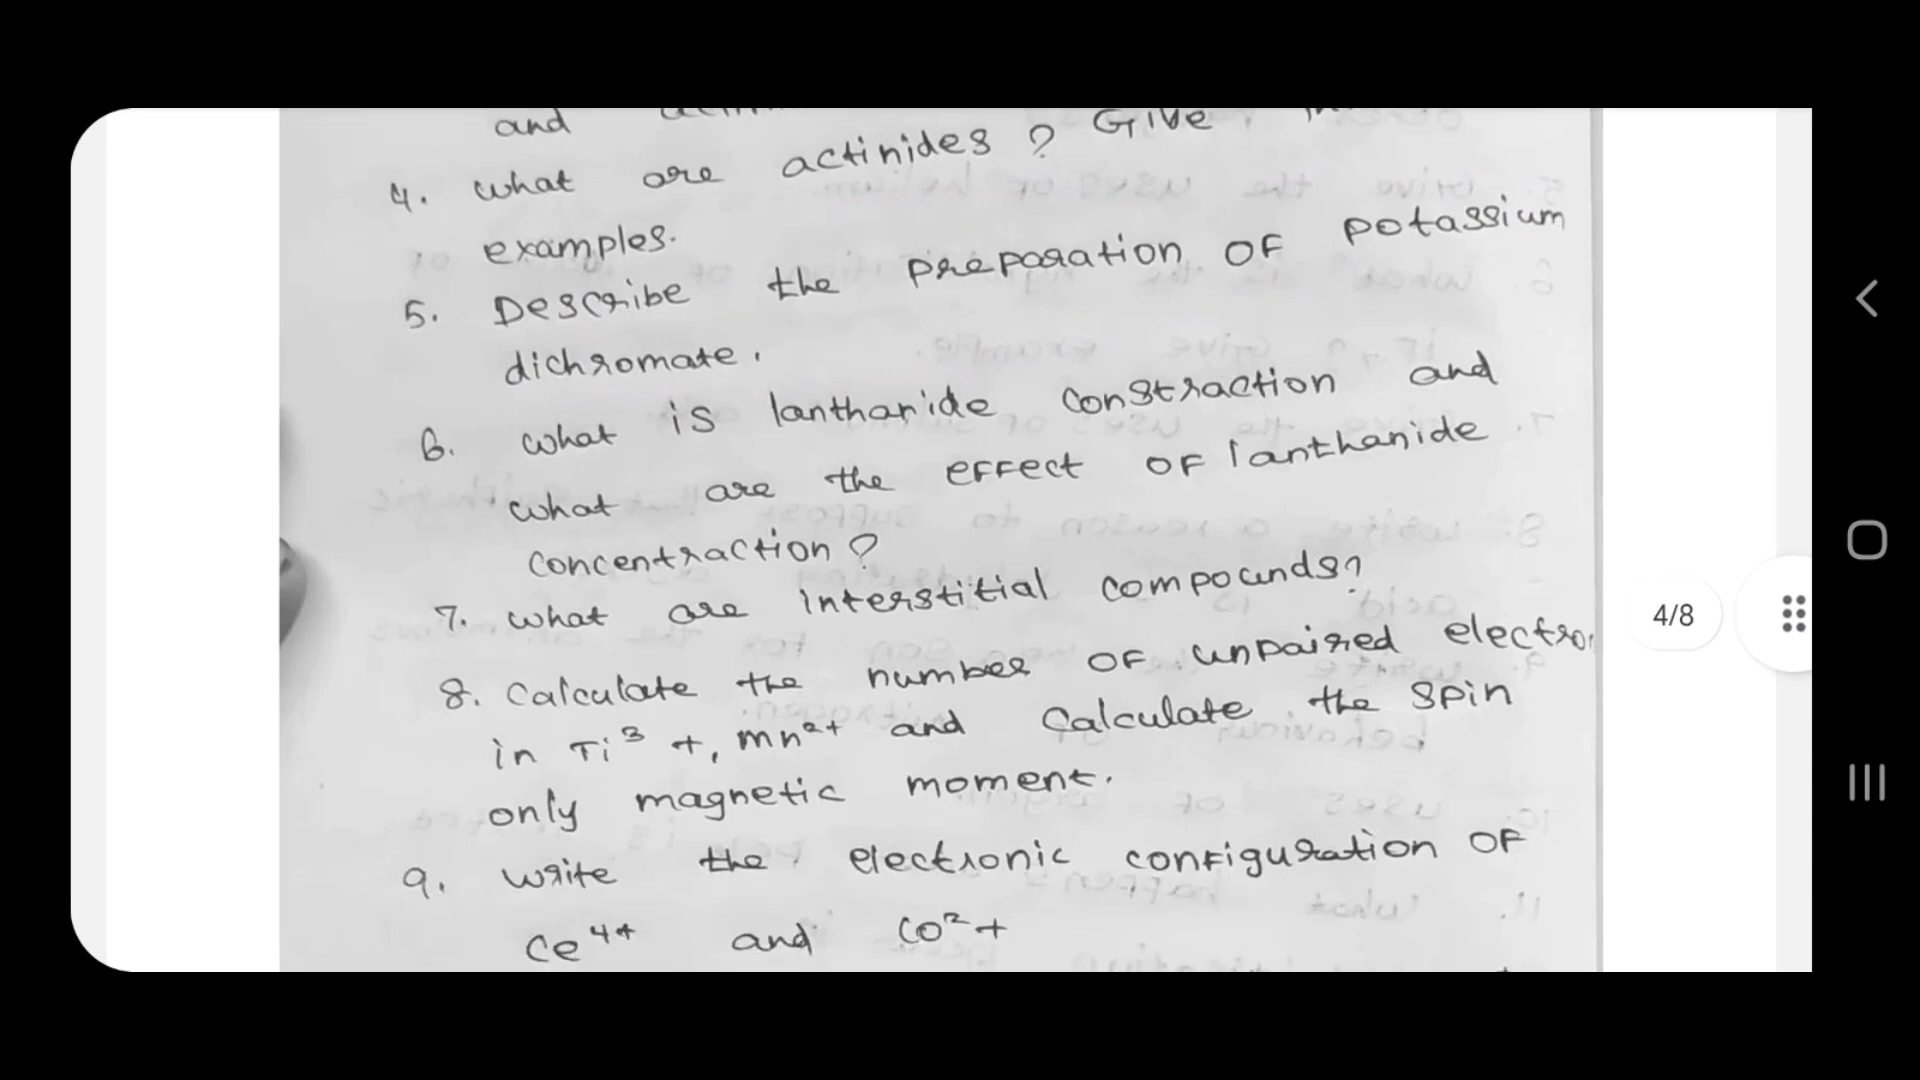 and
4. what are actinides ? Give
examples.
5. Describe the preparation OF potassium
dichromate.
6. what is lanthanide constraction and
what are the effect OF lanthanide
concentraction ?
7. what are interstitial compounds?
8. calculate the number OF unpaired electro
in Ti³ +, mn²+ and calculate the spin
only magnetic moment.
9. write the electronic configuration OF
Ce⁴+ and Co²+
4/8